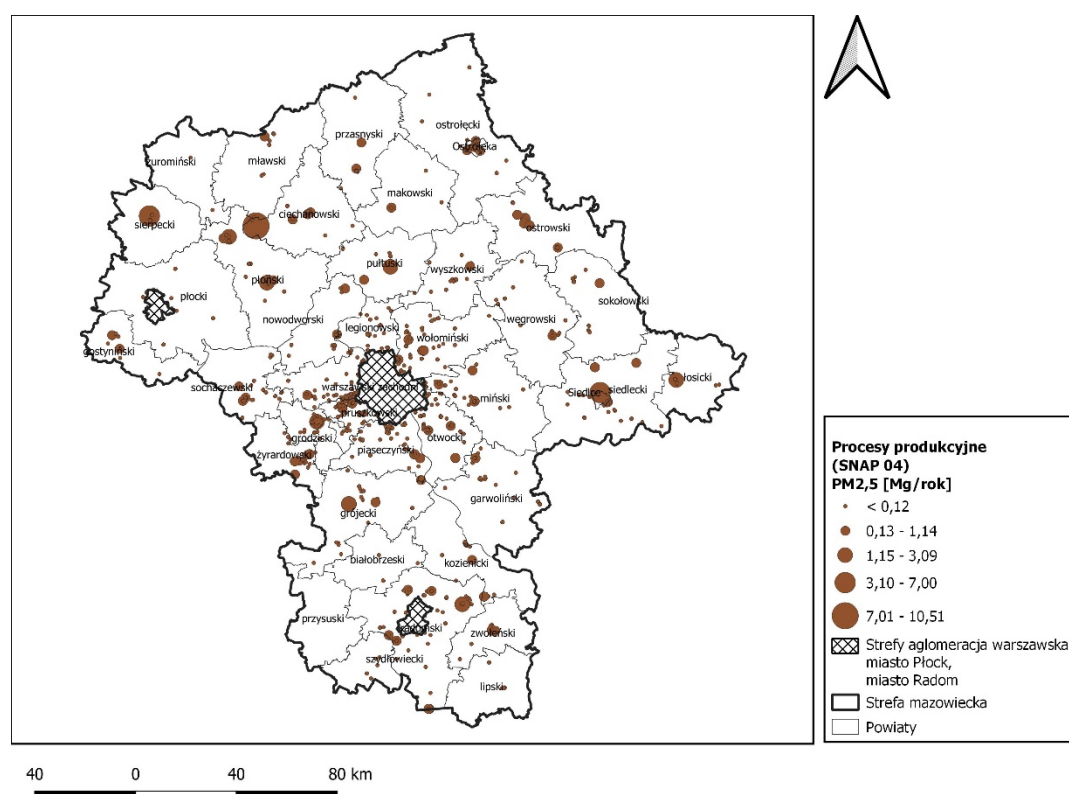 ostrołęcki
przasnyski
Ostrołęka
żuromiński
mławski
makowski
ciechanowski
sierpecki
ostrowski
pułtuski
wyszkowski
płoński
sokołowski
płocki
nowodworski
węgrowski
legionowski
wołomiński
gostyniński
łosicki
sochaczewski
warszawski zachodni
siedlecki
Siedlce
miński
pruszkowski
grodziski
otwocki
piaseczyński
żyrardowski
garwoliński
grójecki
białobrzeski
kozienicki
przysuski
radomski
zwoleński
szydłowiecki
lipski
Procesy produkcyjne
(SNAP 04)
PM2,5 [Mg/rok]
< 0,12
0,13 - 1,14
1,15 - 3,09
3,10 - 7,00
7,01 - 10,51
Strefy aglomeracja warszawska
miasto Płock,
miasto Radom
Strefa mazowiecka
Powiaty
40 0 40 80 km